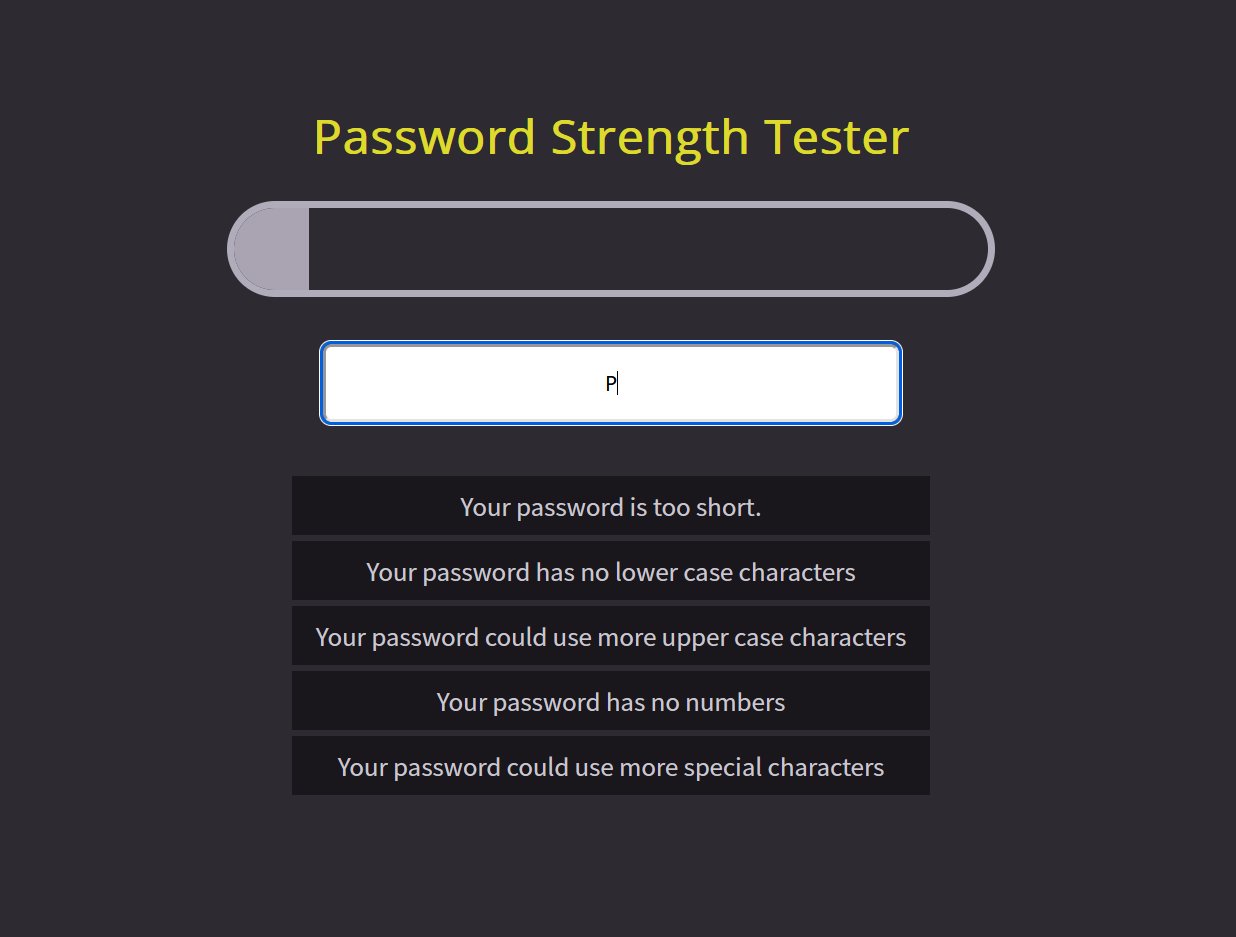 Password Strength Tester
P
Your password is too short.
Your password has no lower case characters
Your password could use more upper case characters
Your password has no numbers
Your password could use more special characters